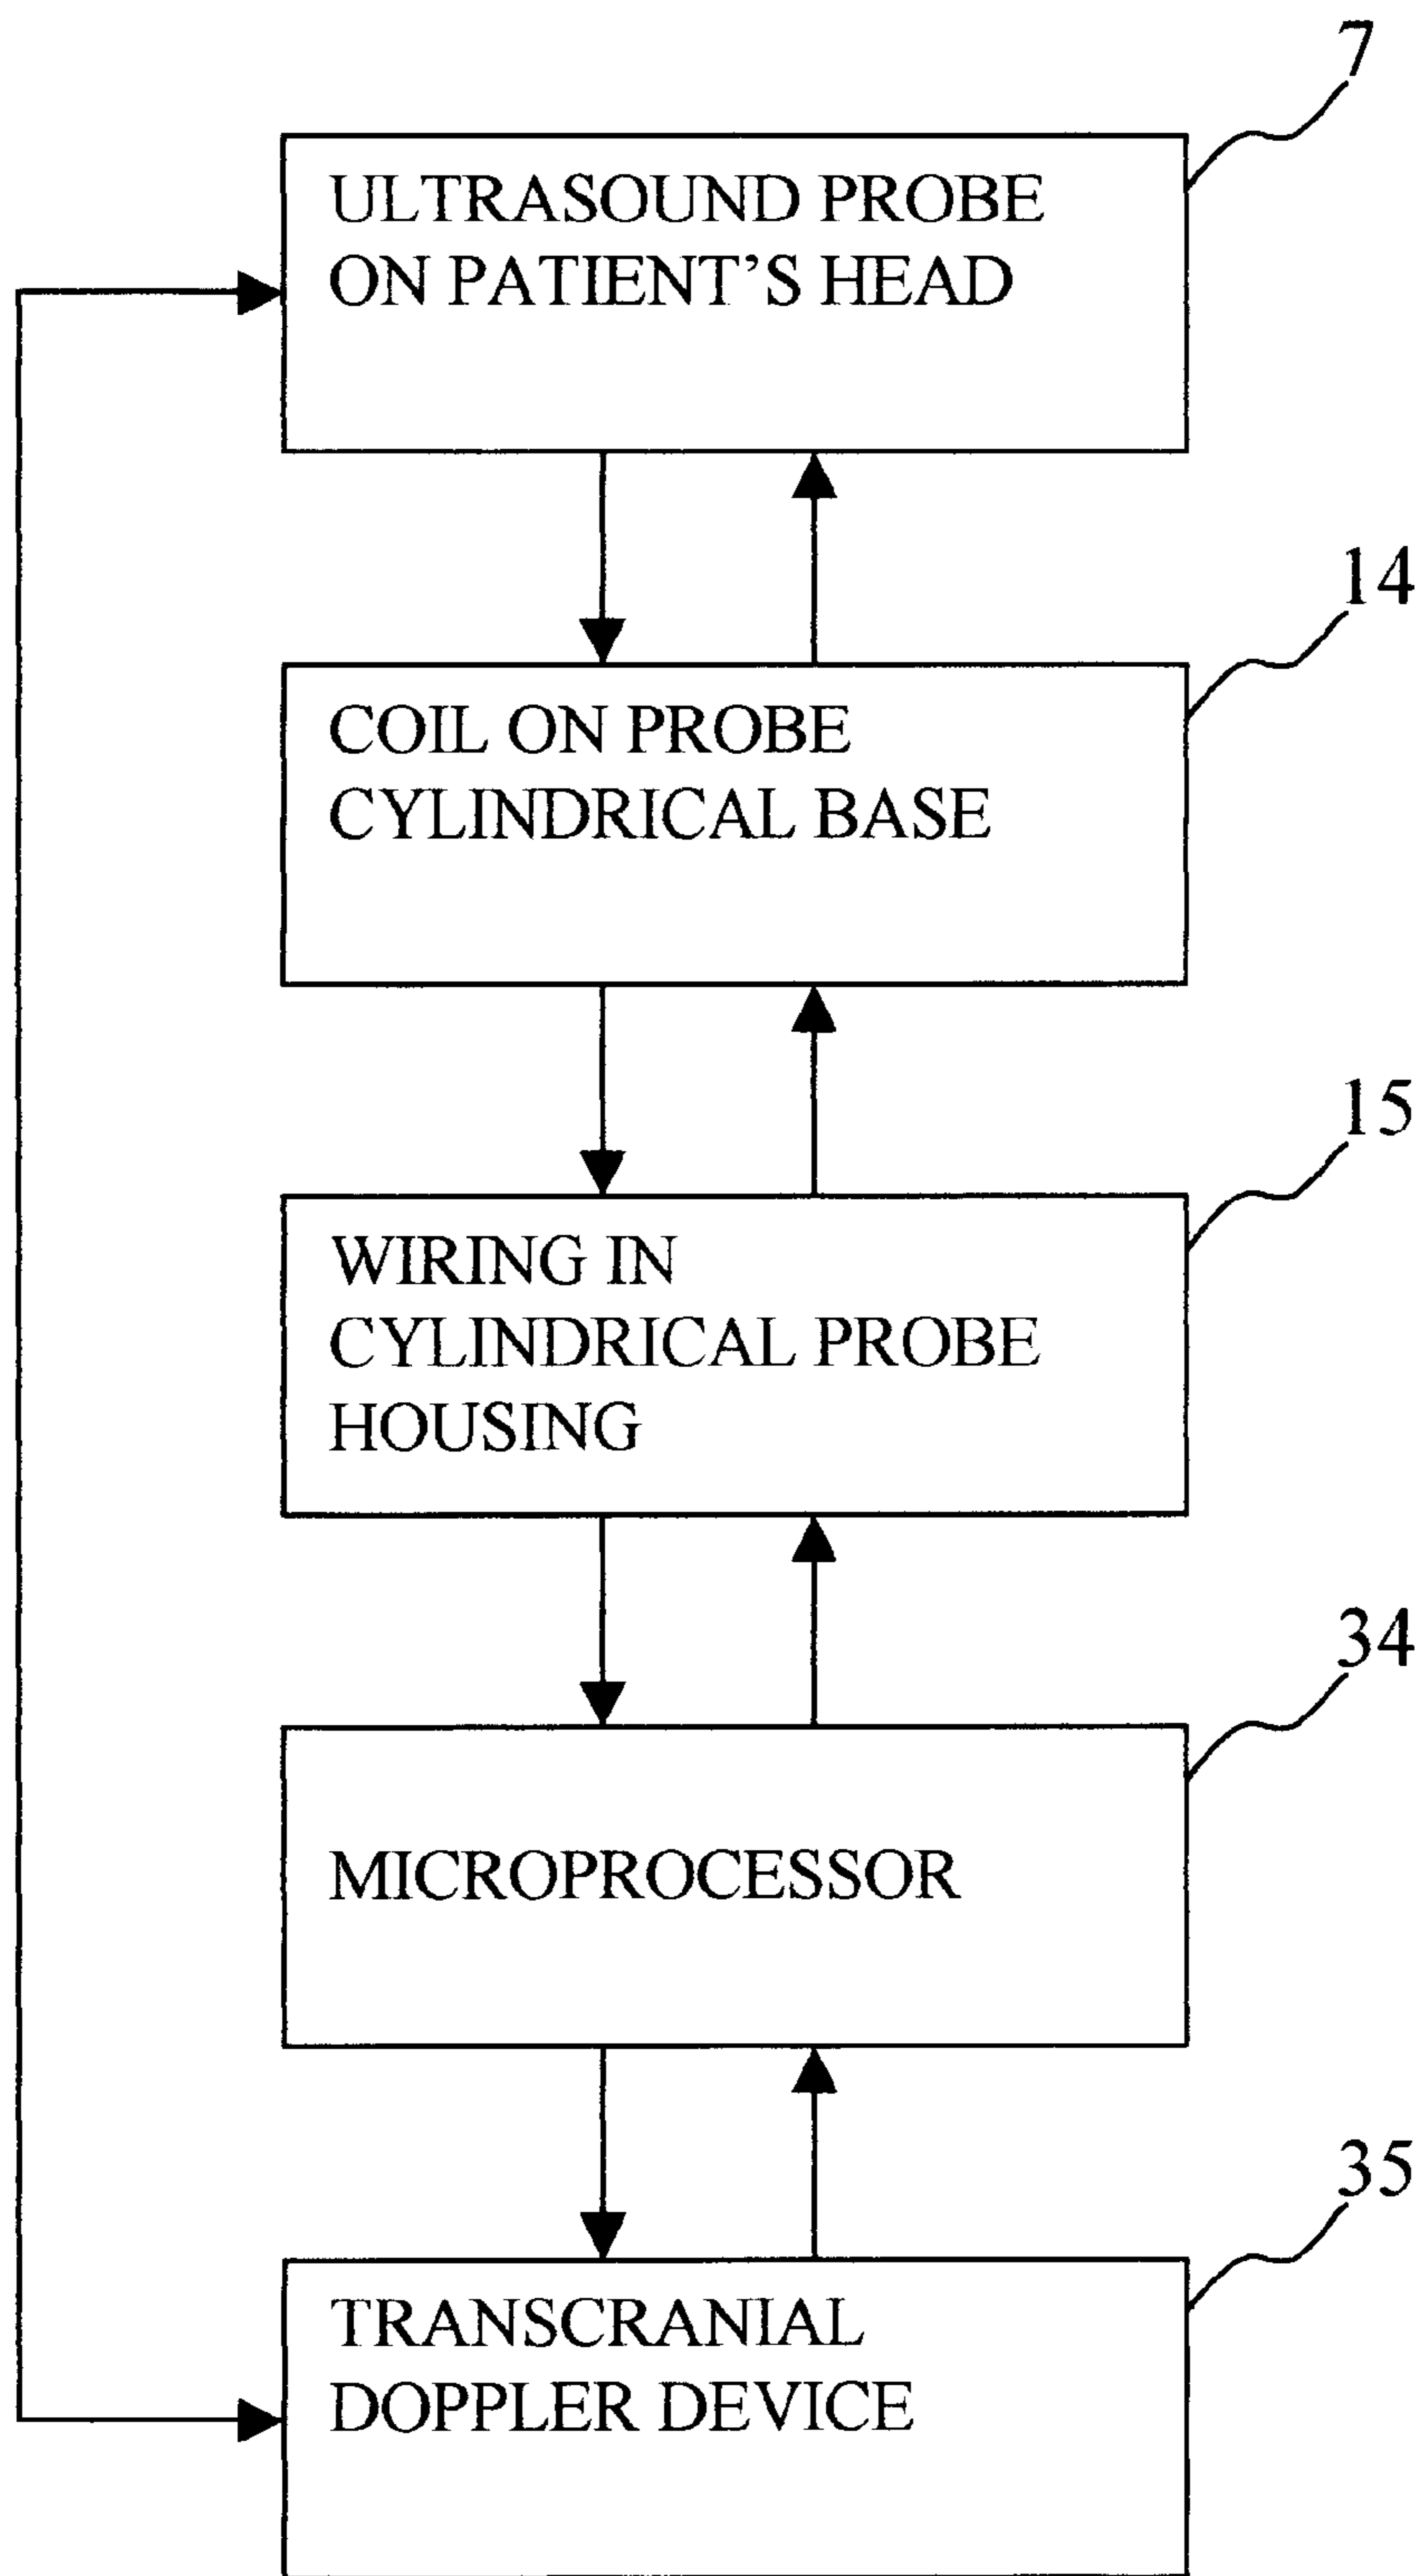 7
ULTRASOUND PROBE
ON PATIENT’S HEAD
14
COIL ON PROBE
CYLINDRICAL BASE
15
WIRING IN
CYLINDRICAL PROBE
HOUSING
34
MICROPROCESSOR
35
TRANSCRANIAL
DOPPLER DEVICE